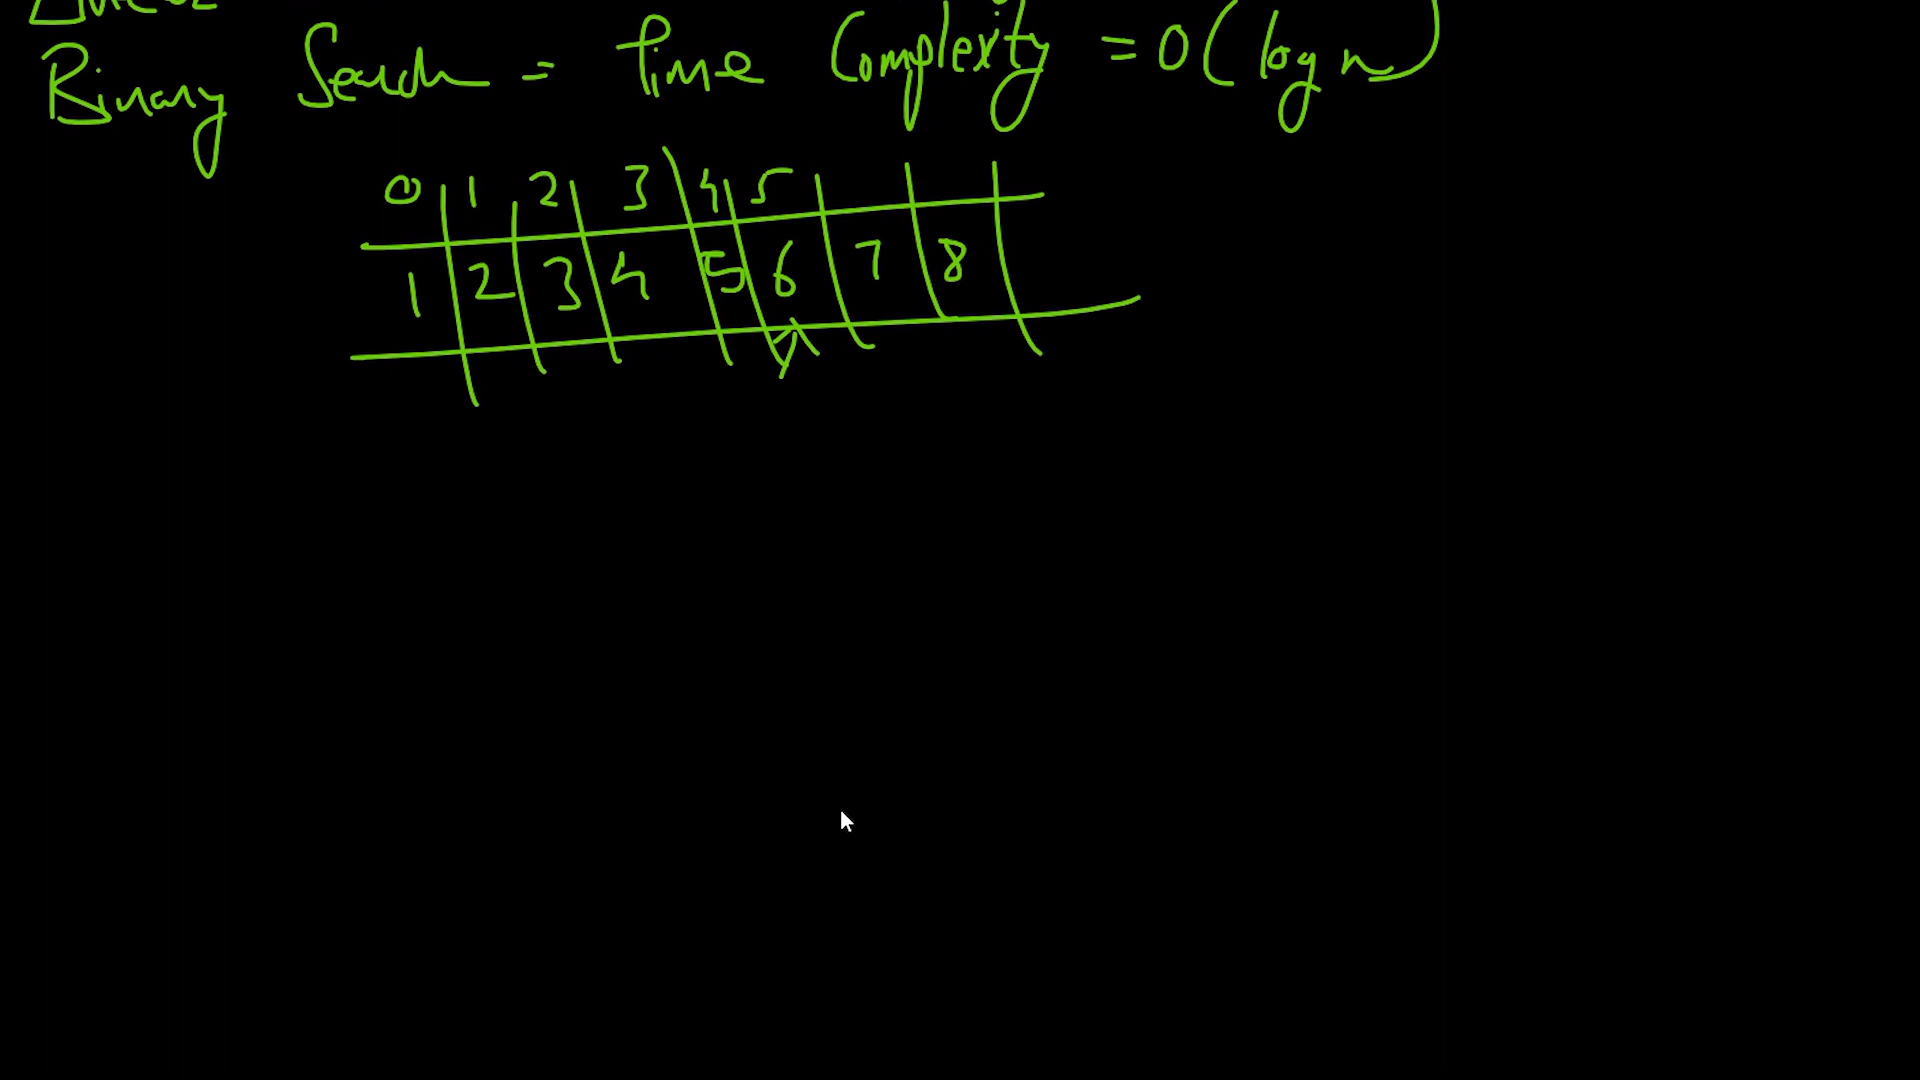 Binary Search = Time Complexity = O(log n)
0 1 2 3 4 5
1 2 3 4 5 6 7 8